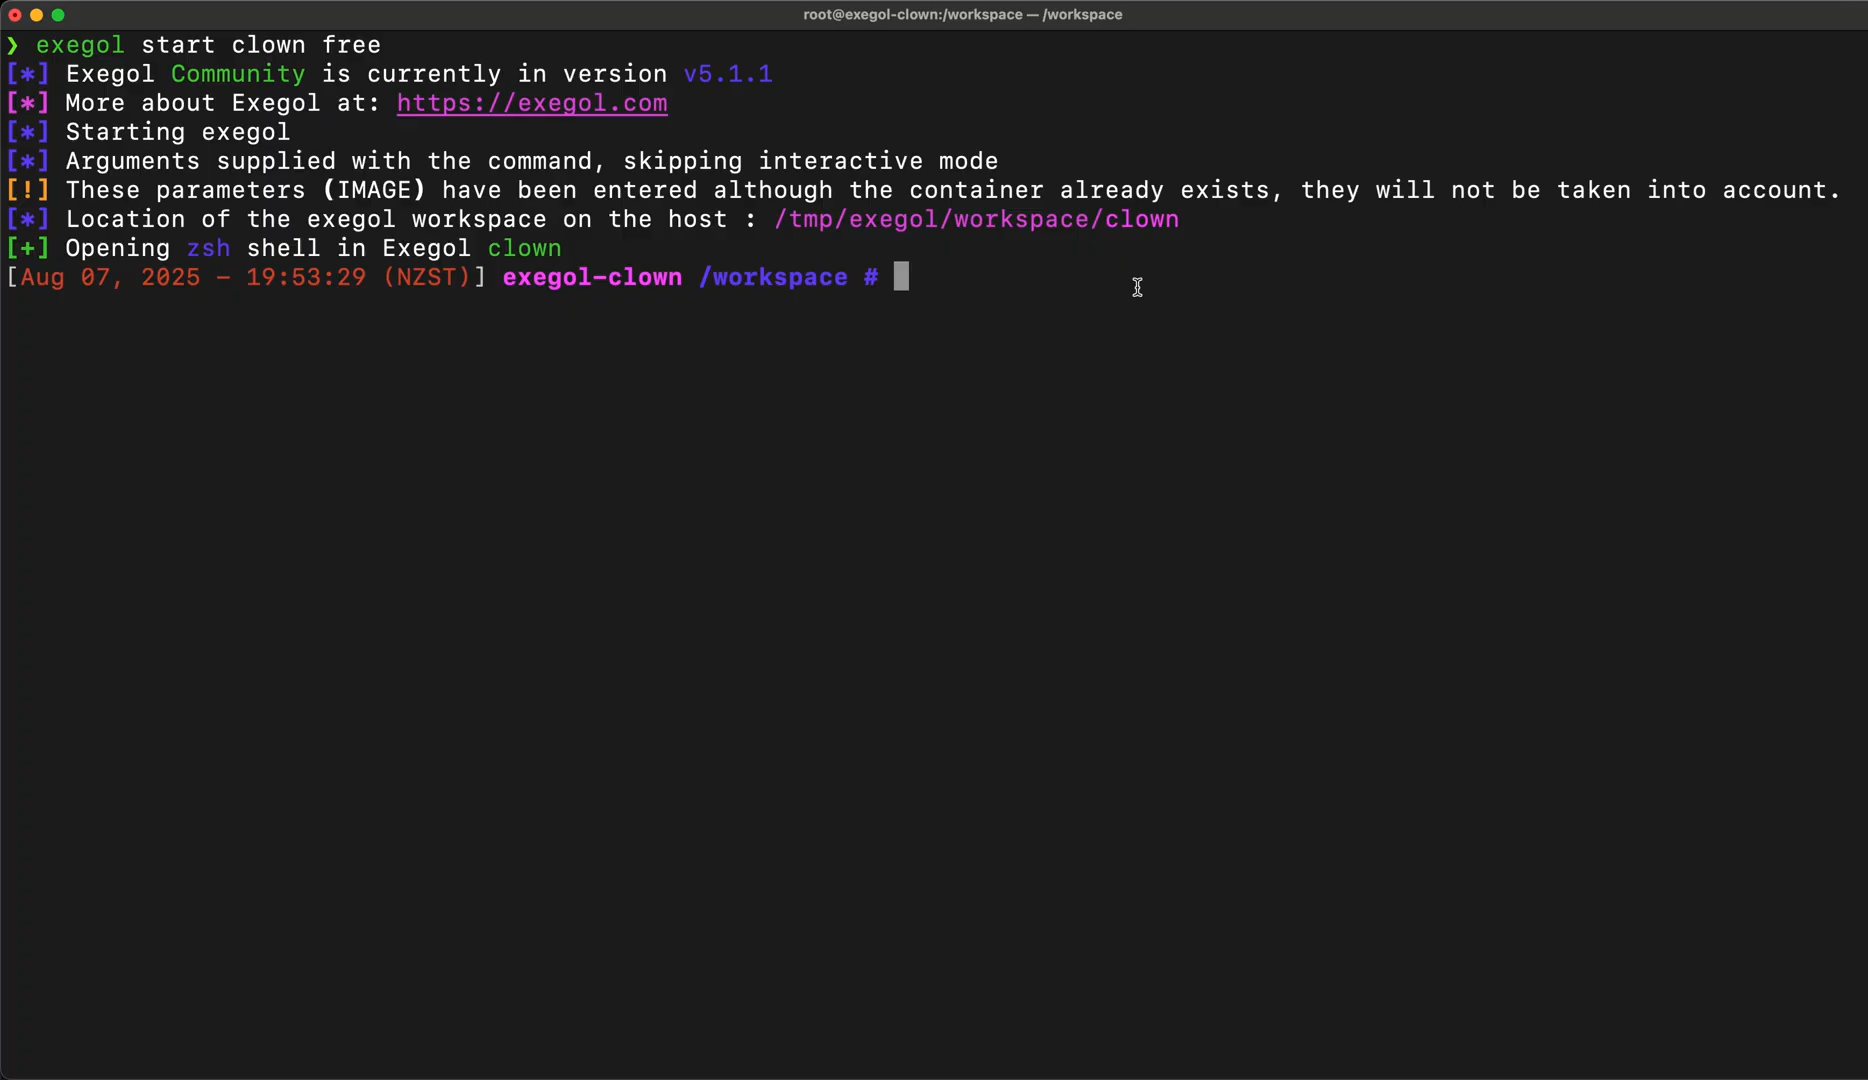 root@exegol-clown:/workspace — /workspace
❯ exegol start clown free
[*] Exegol Community is currently in version v5.1.1
[*] More about Exegol at: https://exegol.com
[*] Starting exegol
[*] Arguments supplied with the command, skipping interactive mode
[!] These parameters (IMAGE) have been entered although the container already exists, they will not be taken into account.
[*] Location of the exegol workspace on the host : /tmp/exegol/workspace/clown
[+] Opening zsh shell in Exegol clown
[Aug 07, 2025 – 19:53:29 (NZST)] exegol-clown /workspace #